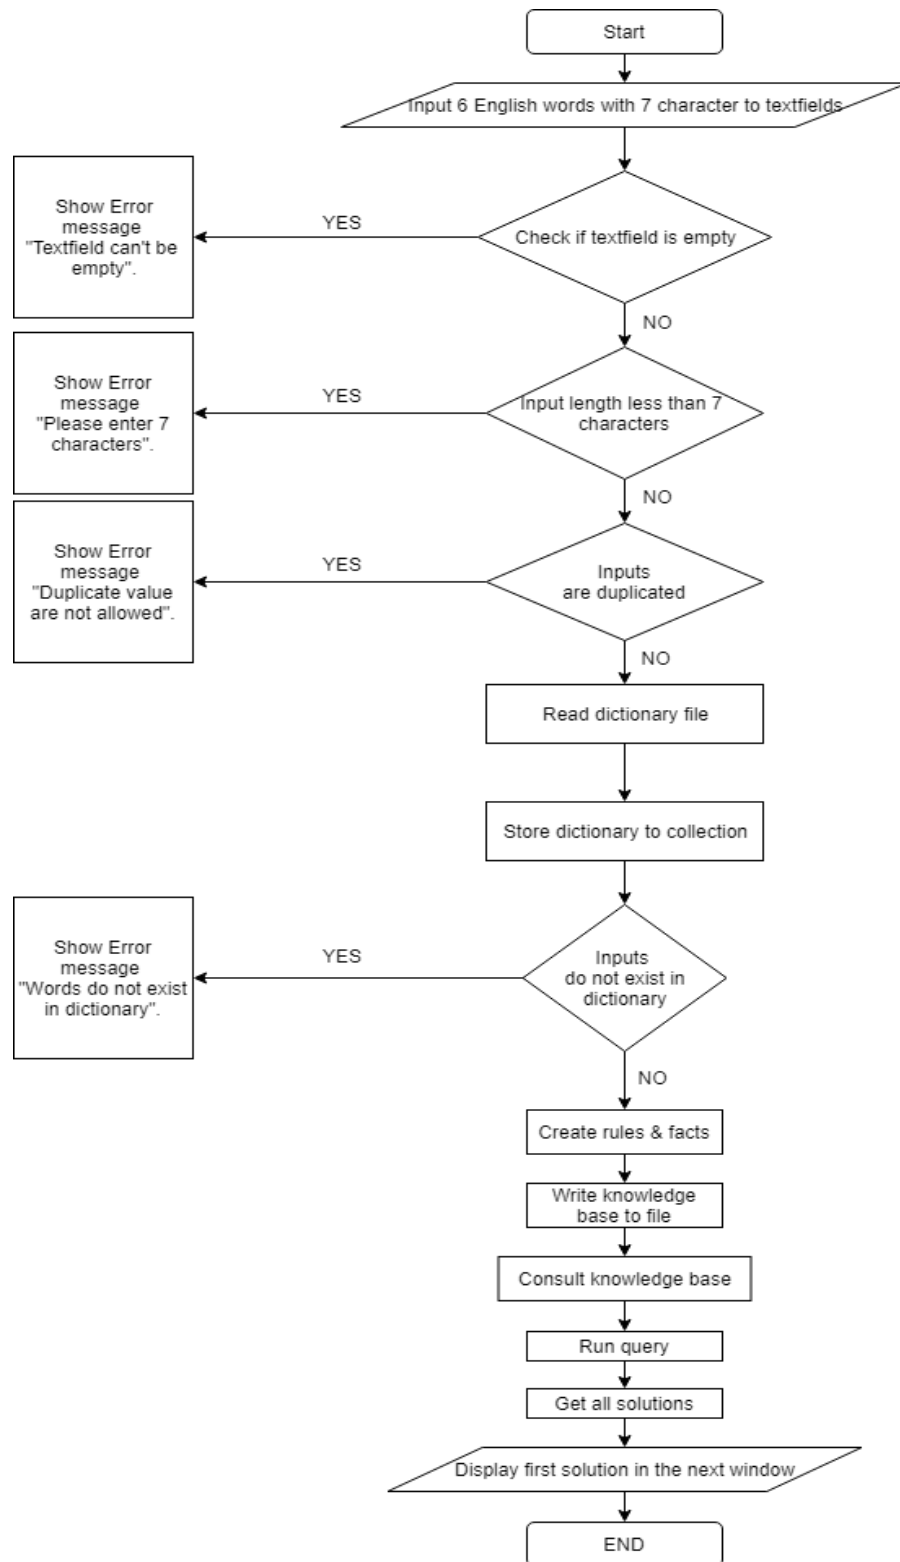 Start
Input 6 English words with 7 character to textfields
Show Error
message
"Textfield can't be
empty".
YES
Check if textfield is empty
NO
Show Error
message
"Please enter 7
characters".
YES
Input length less than 7
characters
NO
Show Error
message
"Duplicate value
are not allowed".
YES
Inputs
are duplicated
NO
Read dictionary file
Store dictionary to collection
Show Error
message
"Words do not exist
in dictionary".
YES
Inputs
do not exist in
dictionary
NO
Create rules & facts
Write knowledge
base to file
Consult knowledge base
Run query
Get all solutions
Display first solution in the next window
END